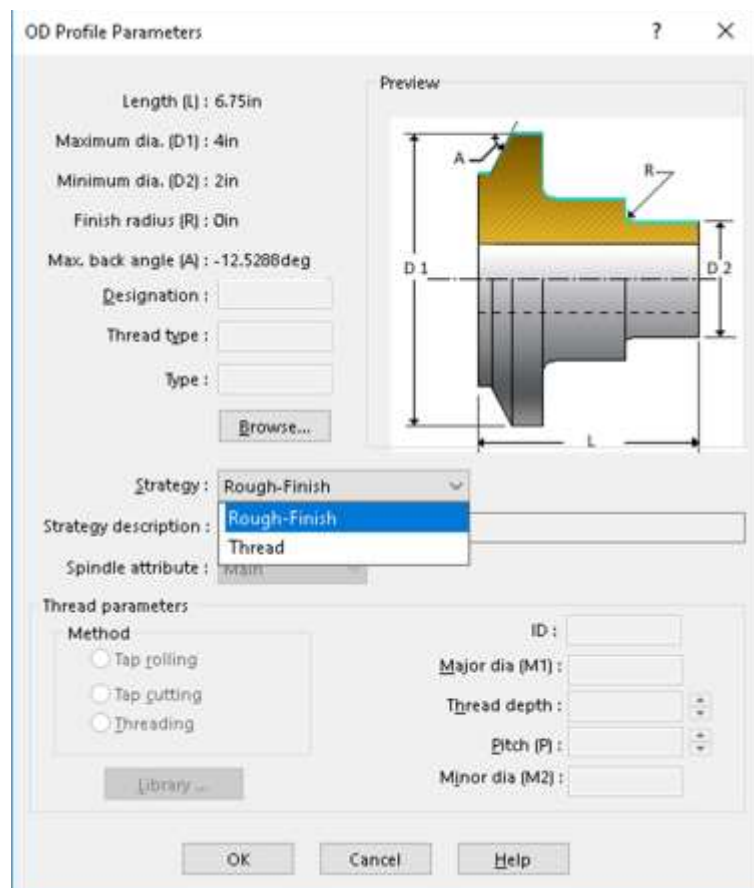 OD Profile Parameters ? ×
Length (L) : 6.75in
Maximum dia. (D1) : 4in
Minimum dia. (D2) : 2in
Finish radius (R) : 0in
Max. back angle (A) : -12.5288deg
Designation :
Thread type :
Type :
Browse...
Preview
A
R
D 1
D 2
L
Strategy : Rough-Finish
Rough-Finish
Thread
Strategy description :
Spindle attribute : Main
Thread parameters
Method
Tap rolling
Tap cutting
Threading
Library ...
ID :
Major dia (M1) :
Thread depth :
Pitch (P) :
Minor dia (M2) :
OK Cancel Help